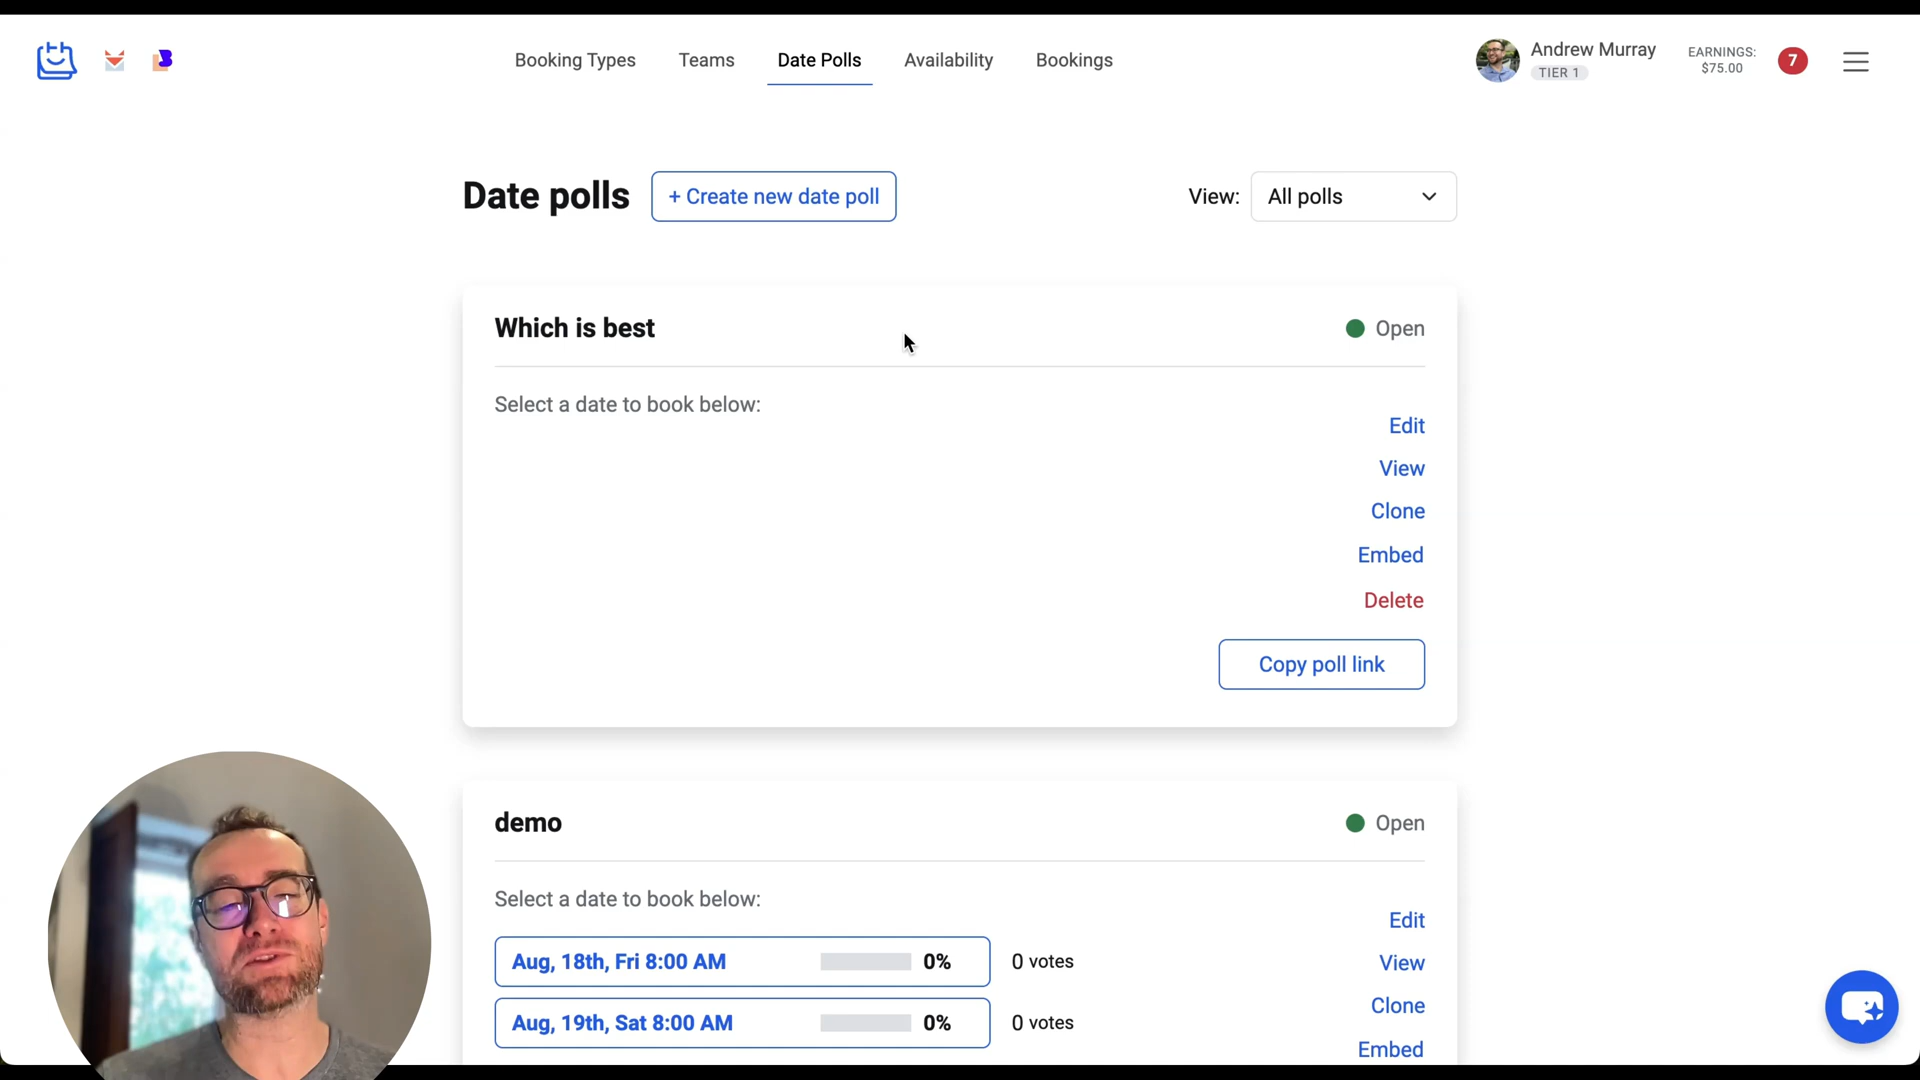 Booking Types
Teams
Date Polls
Availability
Bookings
Andrew Murray
TIER 1
EARNINGS:
$75.00
7
Date polls
+ Create new date poll
View:
All polls
Which is best
Open
Select a date to book below:
Edit
View
Clone
Embed
Delete
Copy poll link
demo
Open
Select a date to book below:
Edit
Aug, 18th, Fri 8:00 AM 0% 0 votes
View
Clone
Aug, 19th, Sat 8:00 AM 0% 0 votes
Embed